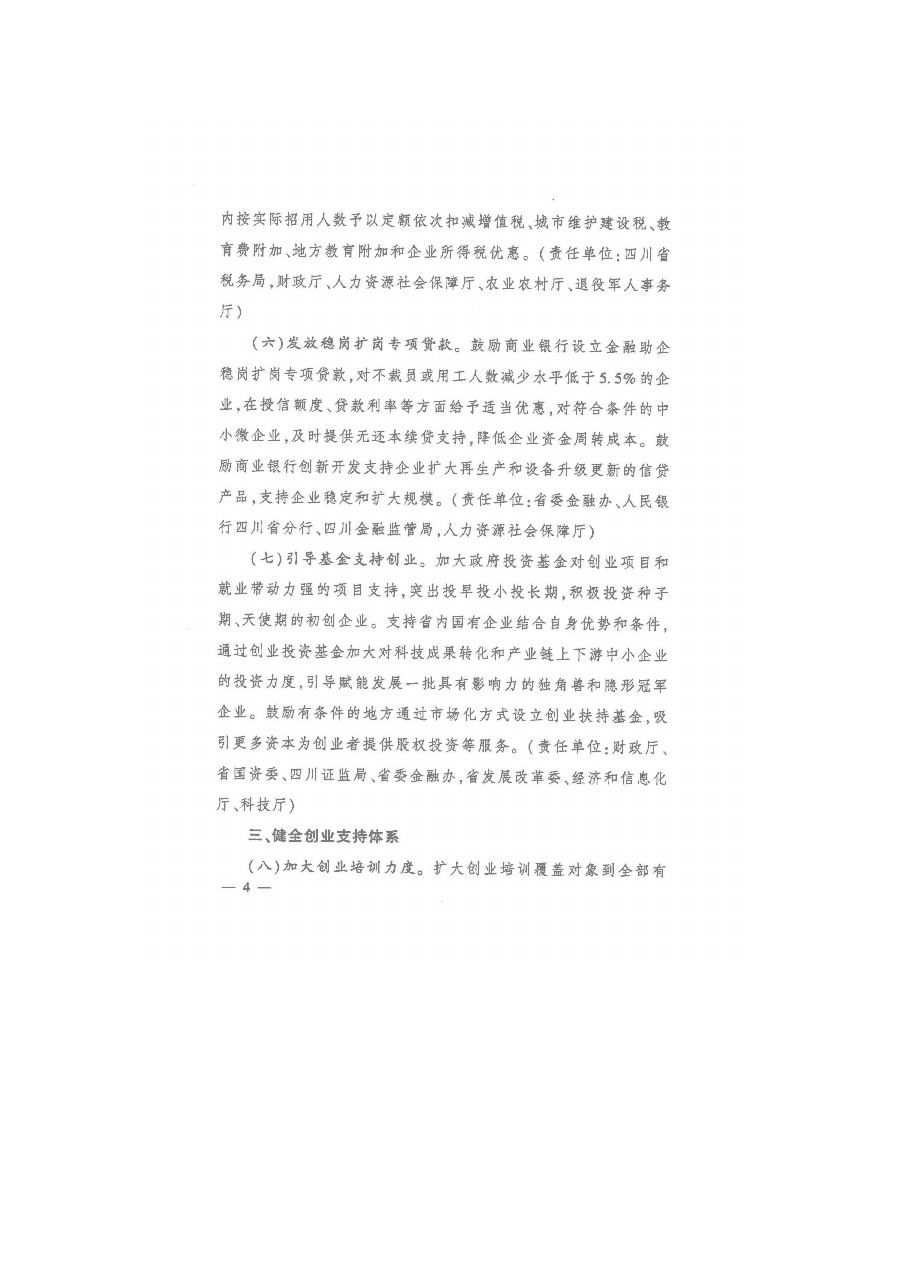 内按实际招用人数予以定额依次扣减增值税、城市维护建设税、教
育费附加、地方教育附加和企业所得税优惠。(责任单位:四川省
税务局,财政厅、人力资源社会保障厅、农业农村厅、退役军人事务
厅)
(六)发放稳岗扩岗专项贷款。鼓励商业银行设立金融助企
稳岗扩岗专项贷款,对不裁员或用工人数减少水平低于5.5%的企
业,在授信额度、贷款利率等方面给予适当优惠,对符合条件的中
小微企业,及时提供无还本续贷支持,降低企业资金周转成本。鼓
励商业银行创新开发支持企业扩大再生产和设备升级更新的信贷
产品,支持企业稳定和扩大规模。(责任单位:省委金融办、人民银
行四川省分行、四川金融监管局,人力资源社会保障厅)
(七)引导基金支持创业。加大政府投资基金对创业项目和
就业带动力强的项目支持,突出投早投小投长期,积极投资种子
期、天使期的初创企业。支持省内国有企业结合自身优势和条件,
通过创业投资基金加大对科技成果转化和产业链上下游中小企业
的投资力度,引导赋能发展一批具有影响力的独角兽和隐形冠军
企业。鼓励有条件的地方通过市场化方式设立创业扶持基金,吸
引更多资本为创业者提供股权投资等服务。(责任单位:财政厅、
省国资委、四川证监局、省委金融办,省发展改革委、经济和信息化
厅、科技厅)
三、健全创业支持体系
(八)加大创业培训力度。扩大创业培训覆盖对象到全部有
— 4 —